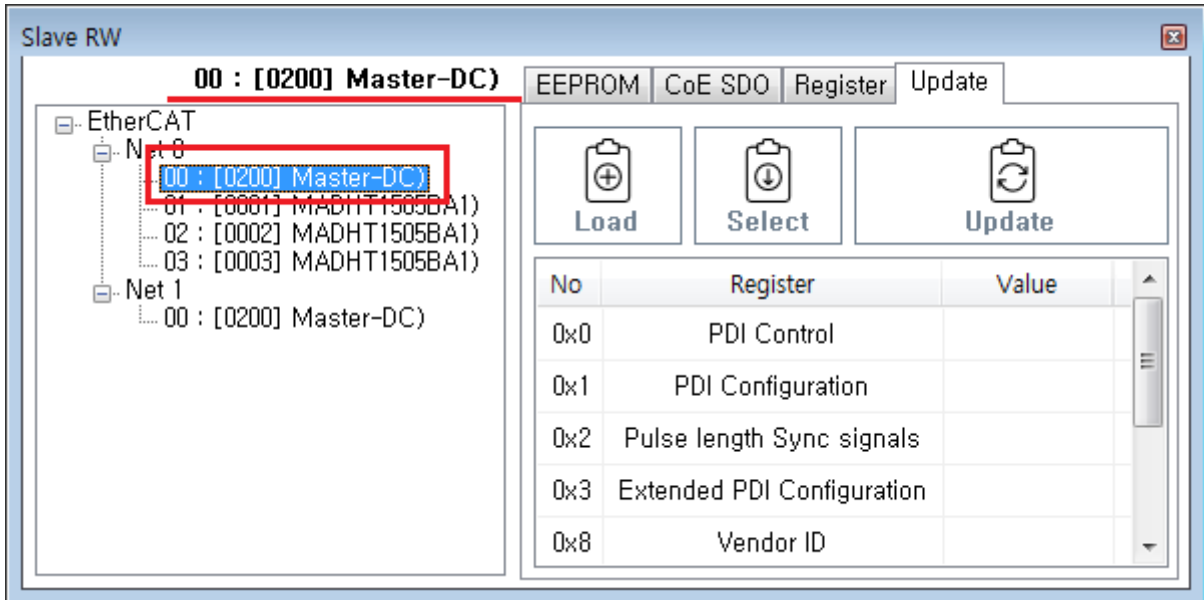 Slave RW
00 : [0200] Master-DC)
EtherCAT
Net 0
00 : [0200] Master-DC)
01 : [0001] MADHT1505BA1)
02 : [0002] MADHT1505BA1)
03 : [0003] MADHT1505BA1)
Net 1
00 : [0200] Master-DC)
EEPROM CoE SDO Register Update
Load Select Update
No Register Value
0x0 PDI Control
0x1 PDI Configuration
0x2 Pulse length Sync signals
0x3 Extended PDI Configuration
0x8 Vendor ID